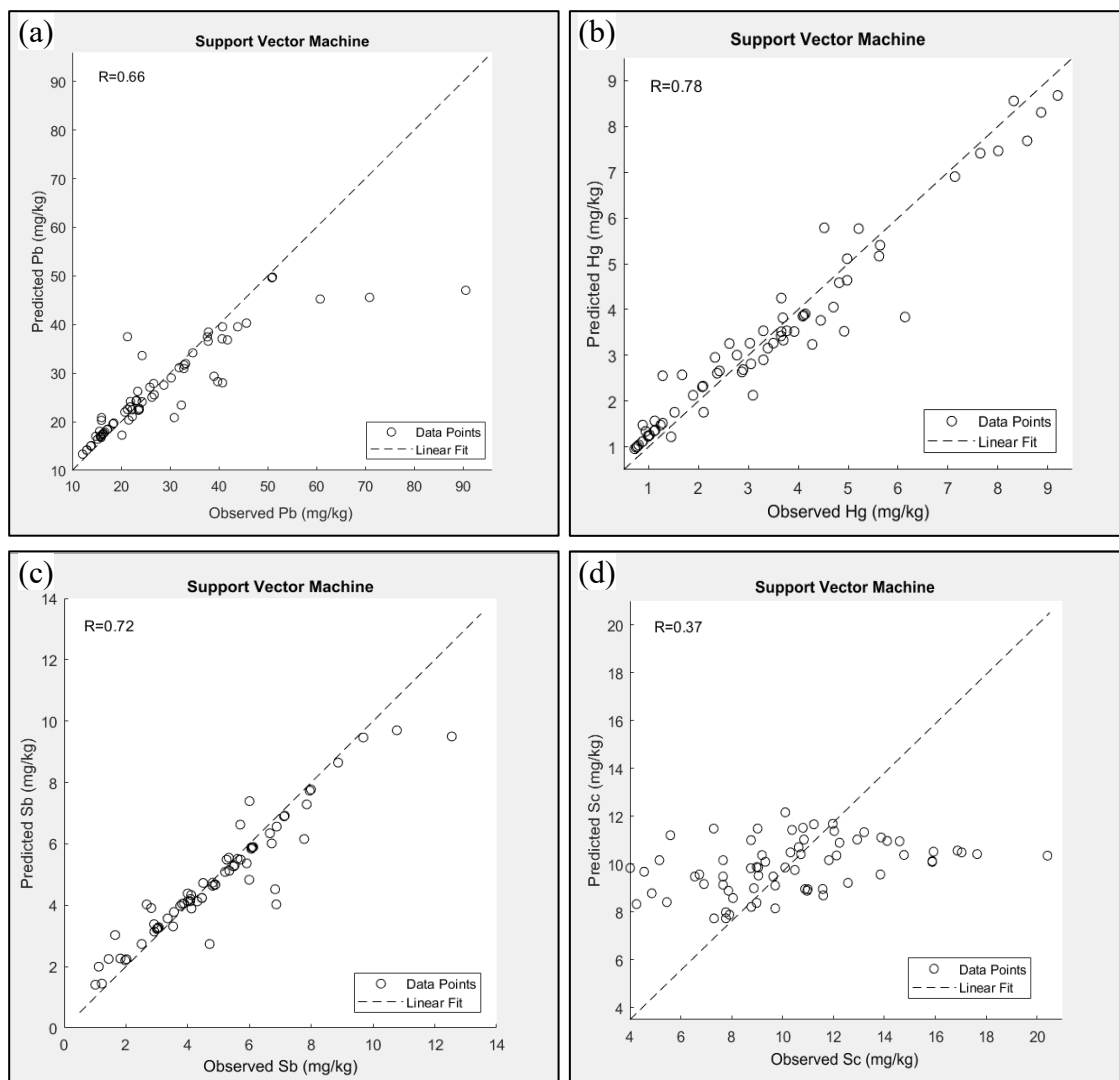 (a)
Support Vector Machine
R=0.66
Predicted Pb (mg/kg)
90
80
70
60
50
40
30
20
10
10 20 30 40 50 60 70 80 90
Observed Pb (mg/kg)
Data Points
Linear Fit
(b)
Support Vector Machine
R=0.78
Predicted Hg (mg/kg)
9
8
7
6
5
4
3
2
1
1 2 3 4 5 6 7 8 9
Observed Hg (mg/kg)
Data Points
Linear Fit
(c)
Support Vector Machine
R=0.72
Predicted Sb (mg/kg)
14
12
10
8
6
4
2
0
0 2 4 6 8 10 12 14
Observed Sb (mg/kg)
Data Points
Linear Fit
(d)
Support Vector Machine
R=0.37
Predicted Sc (mg/kg)
20
18
16
14
12
10
8
6
4
4 6 8 10 12 14 16 18 20
Observed Sc (mg/kg)
Data Points
Linear Fit